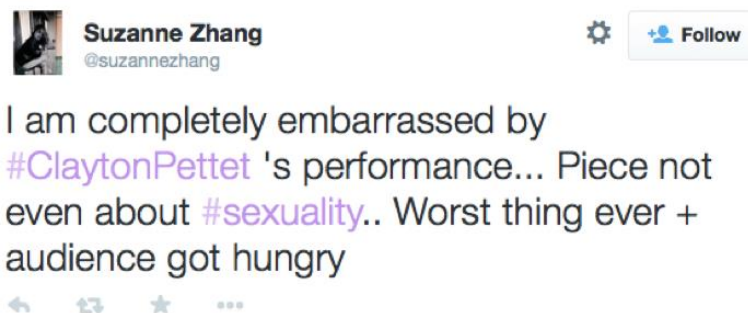 Suzanne Zhang
@suzannezhang
Follow
I am completely embarrassed by
#ClaytonPettet 's performance... Piece not
even about #sexuality.. Worst thing ever +
audience got hungry